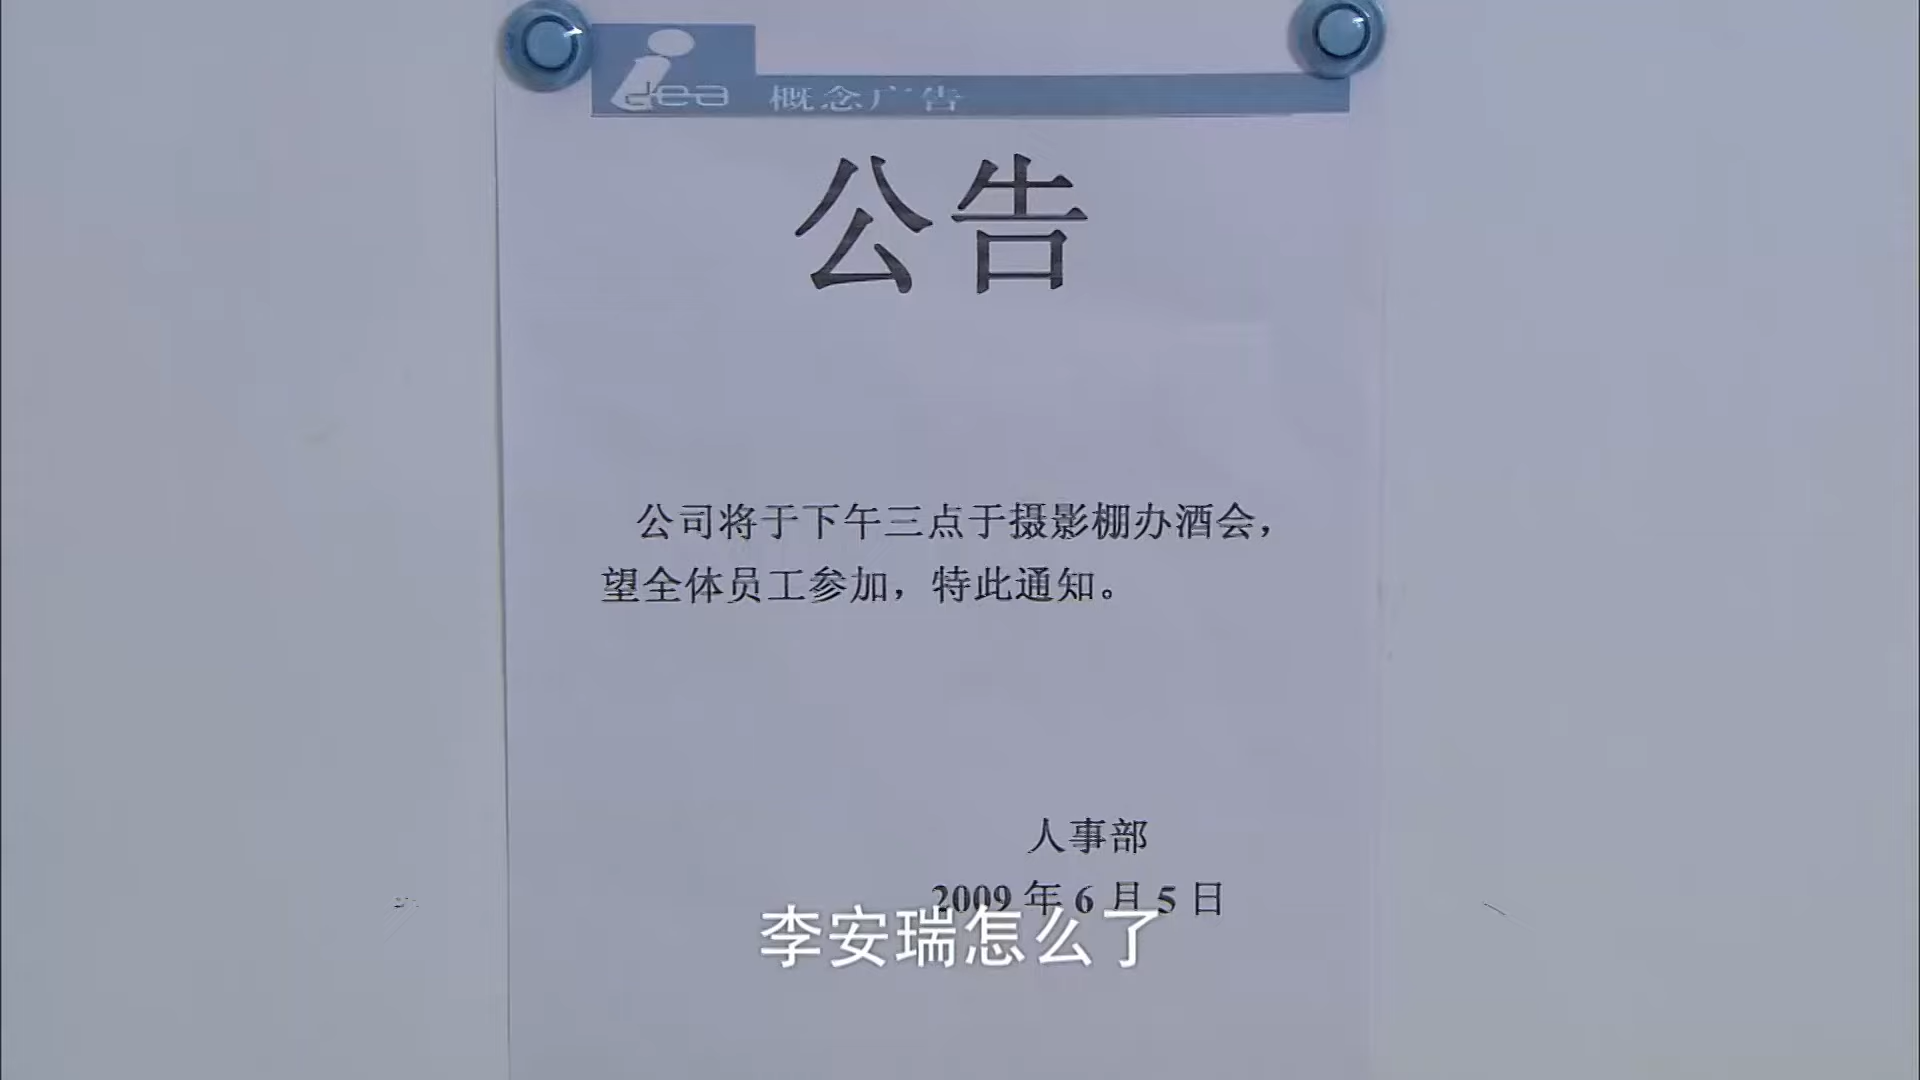 idea 概念广告
公告
公司将于下午三点于摄影棚办酒会，
望全体员工参加，特此通知。
人事部
2009年6月5日
李安瑞怎么了